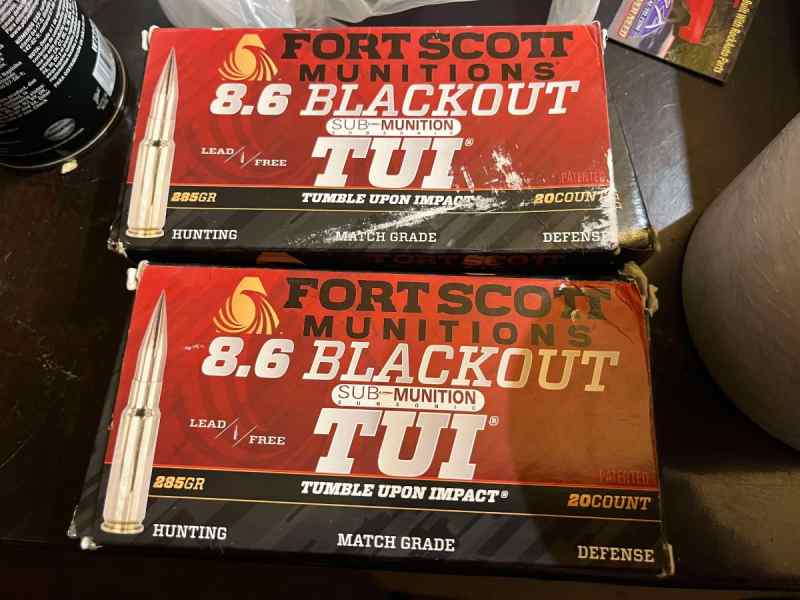 FORT SCOTT
MUNITIONS
8.6 BLACKOUT
SUB-MUNITION
SUBSONIC
LEAD / FREE
TUI®
PATENTED
285GR
TUMBLE UPON IMPACT®
20COUNT
HUNTING
MATCH GRADE
DEFENSE
FORT SCOTT
MUNITIONS
8.6 BLACKOUT
SUB-MUNITION
SUBSONIC
LEAD / FREE
TUI®
PATENTED
285GR
TUMBLE UPON IMPACT®
20COUNT
HUNTING
MATCH GRADE
DEFENSE